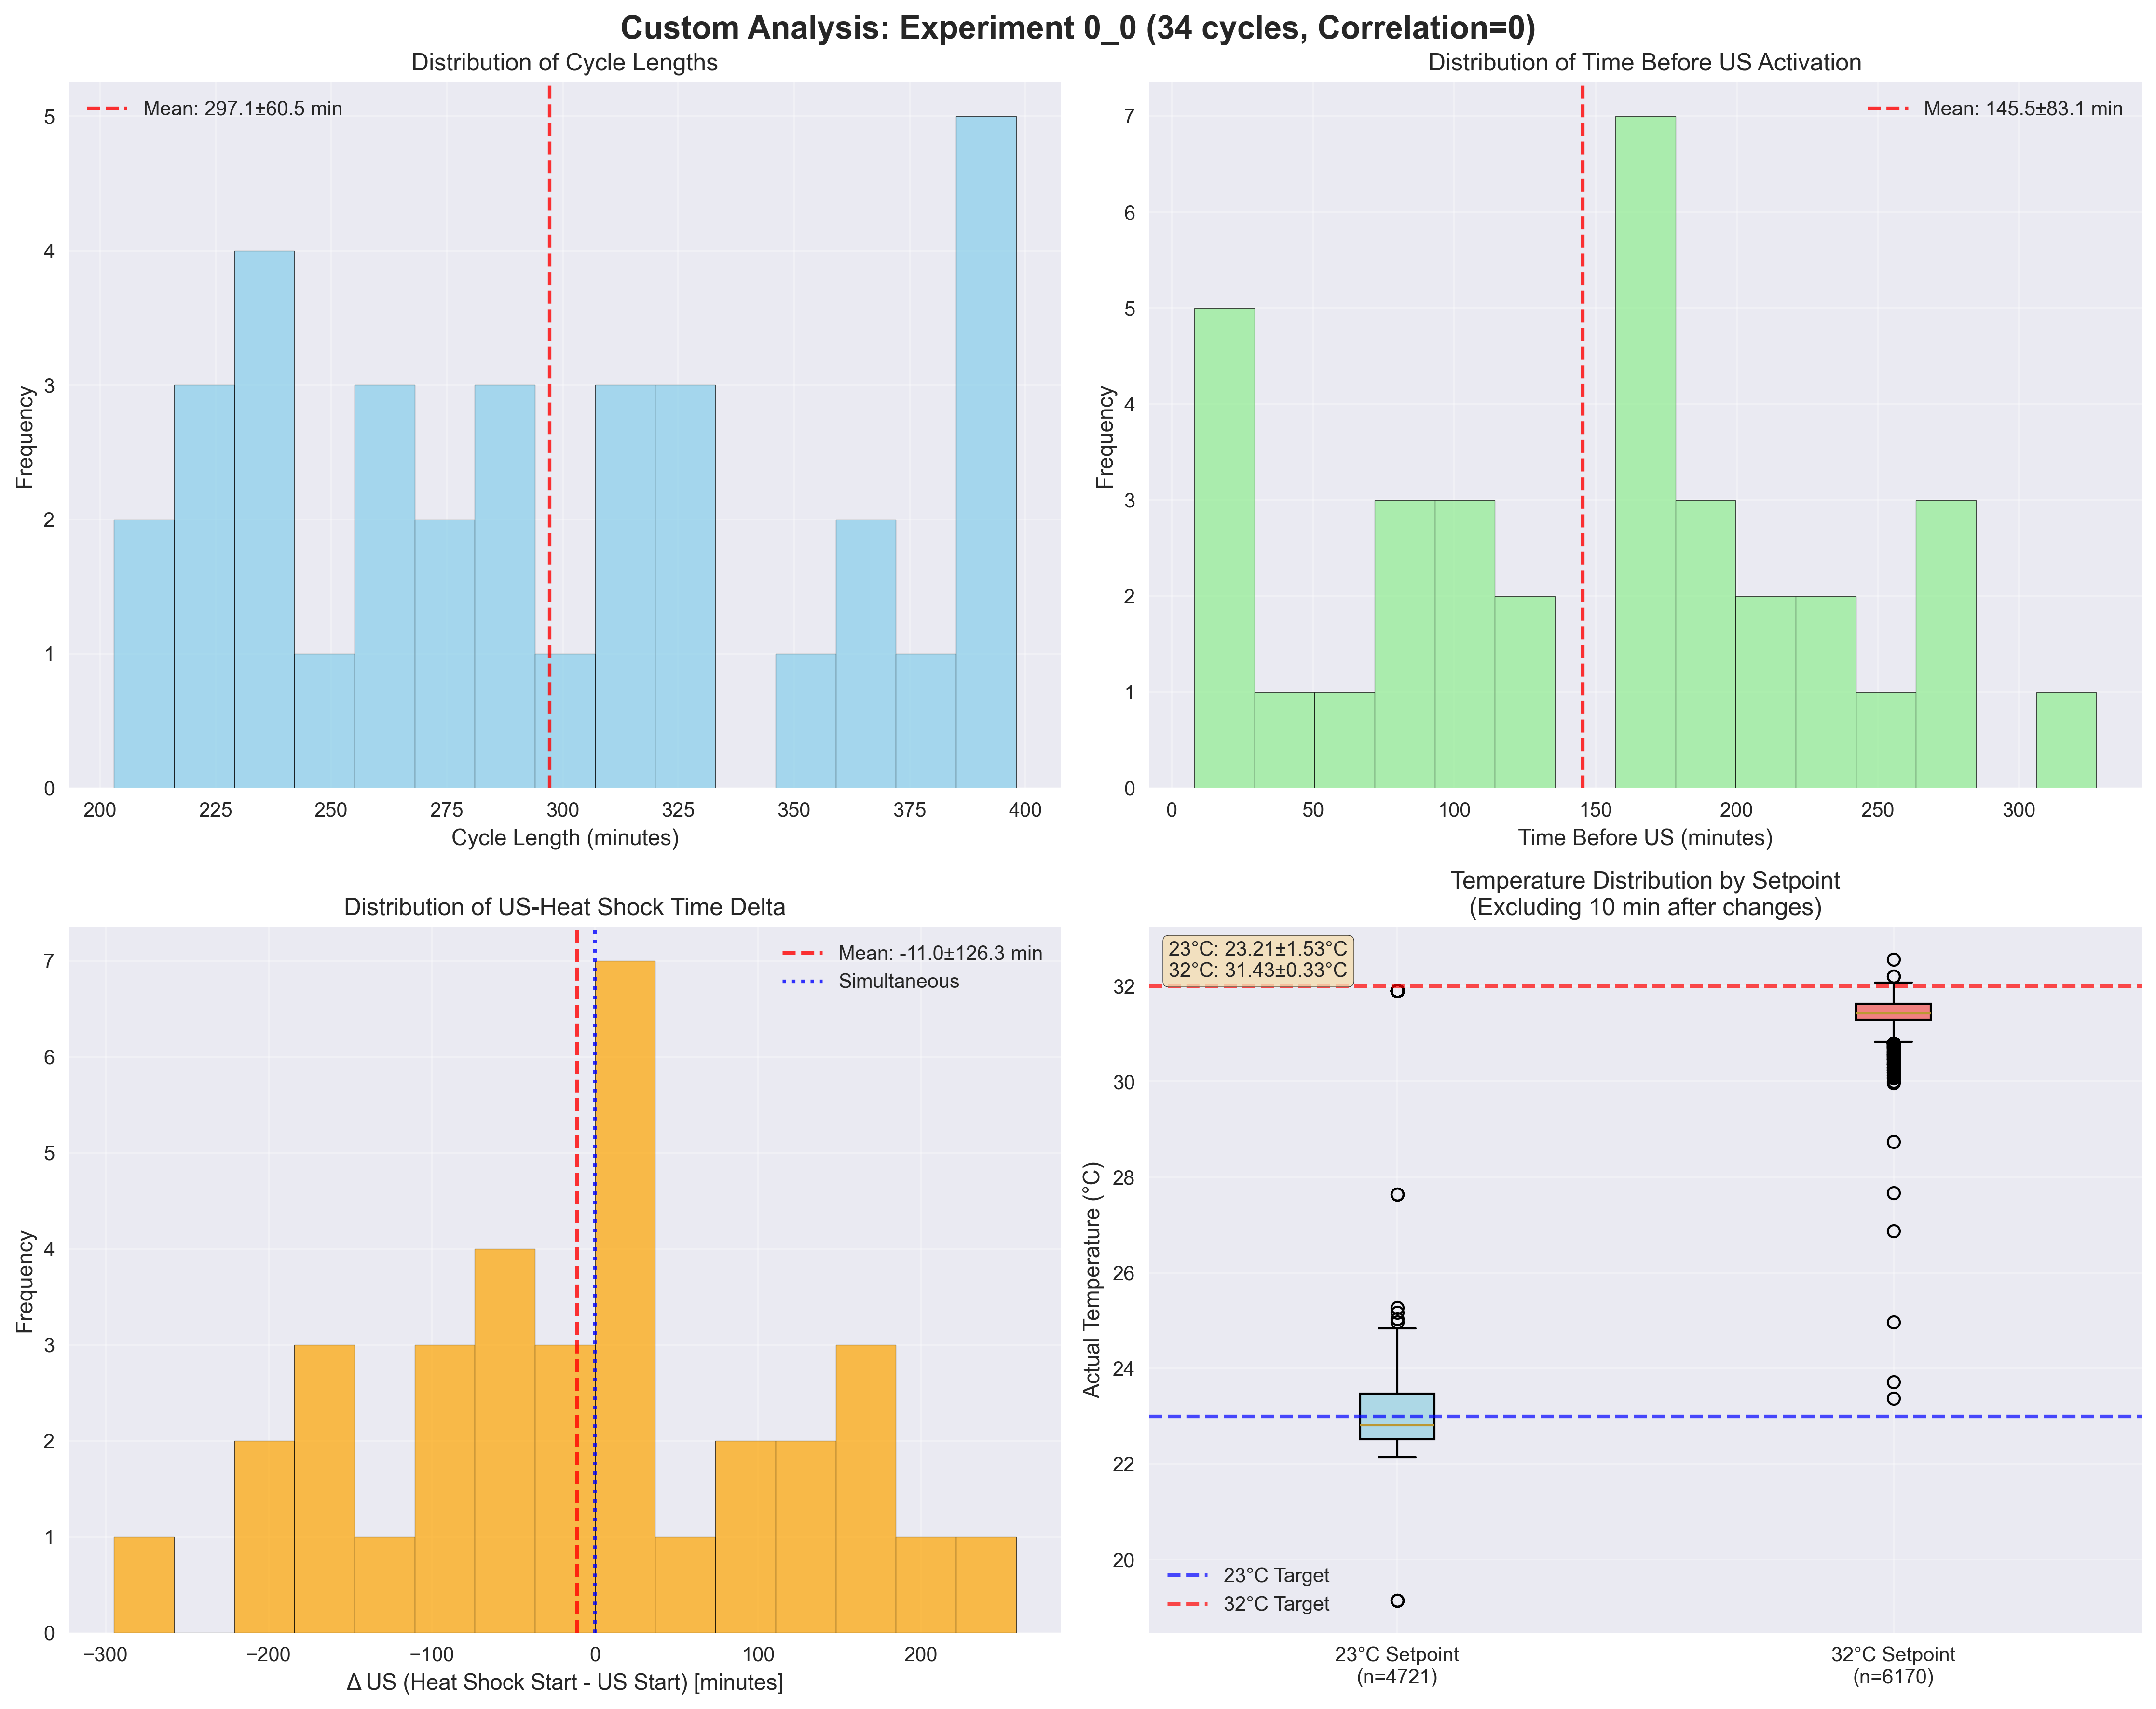 Custom Analysis: Experiment 0_0 (34 cycles, Correlation=0)
Distribution of Cycle Lengths
Mean: 297.1±60.5 min
Frequency
5
4
3
2
1
0
200 225 250 275 300 325 350 375 400
Cycle Length (minutes)
Distribution of Time Before US Activation
Mean: 145.5±83.1 min
Frequency
7
6
5
4
3
2
1
0
0 50 100 150 200 250 300
Time Before US (minutes)
Distribution of US-Heat Shock Time Delta
Mean: -11.0±126.3 min
Simultaneous
Frequency
7
6
5
4
3
2
1
0
−300 −200 −100 0 100 200
Δ US (Heat Shock Start - US Start) [minutes]
Temperature Distribution by Setpoint
(Excluding 10 min after changes)
23°C: 23.21±1.53°C
32°C: 31.43±0.33°C
Actual Temperature (°C)
32
30
28
26
24
22
20
23°C Target
32°C Target
23°C Setpoint
(n=4721)
32°C Setpoint
(n=6170)